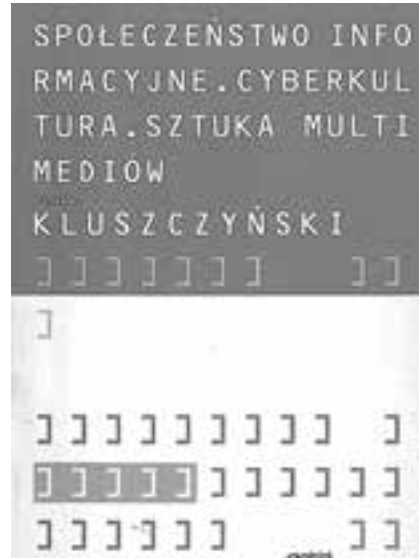 SPOŁECZEŃSTWO INFO
RMACYJNE.CYBERKUL
TURA.SZTUKA MULTI
MEDIÓW
KLUSZCZYŃSKI
]]]]]]] ]]
]
]]]]]]]]] ]
]]]]]]]]]]]
]]]]]] ]]